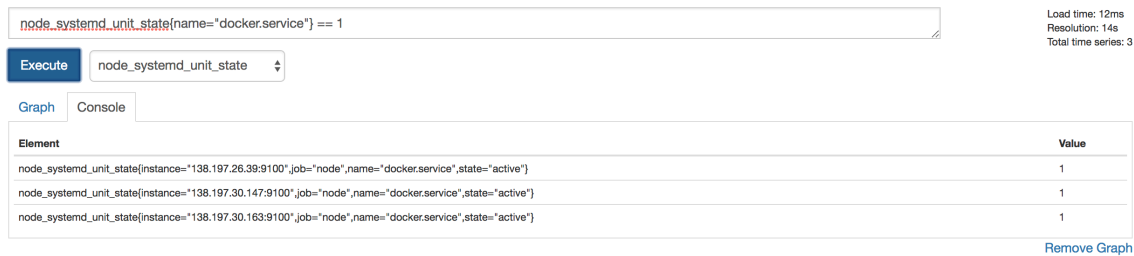 node_systemd_unit_state{name="docker.service"} == 1
Load time: 12ms
Resolution: 14s
Total time series: 3
Execute
node_systemd_unit_state
Graph
Console
Element Value
node_systemd_unit_state{instance="138.197.26.39:9100",job="node",name="docker.service",state="active"} 1
node_systemd_unit_state{instance="138.197.30.147:9100",job="node",name="docker.service",state="active"} 1
node_systemd_unit_state{instance="138.197.30.163:9100",job="node",name="docker.service",state="active"} 1
Remove Graph